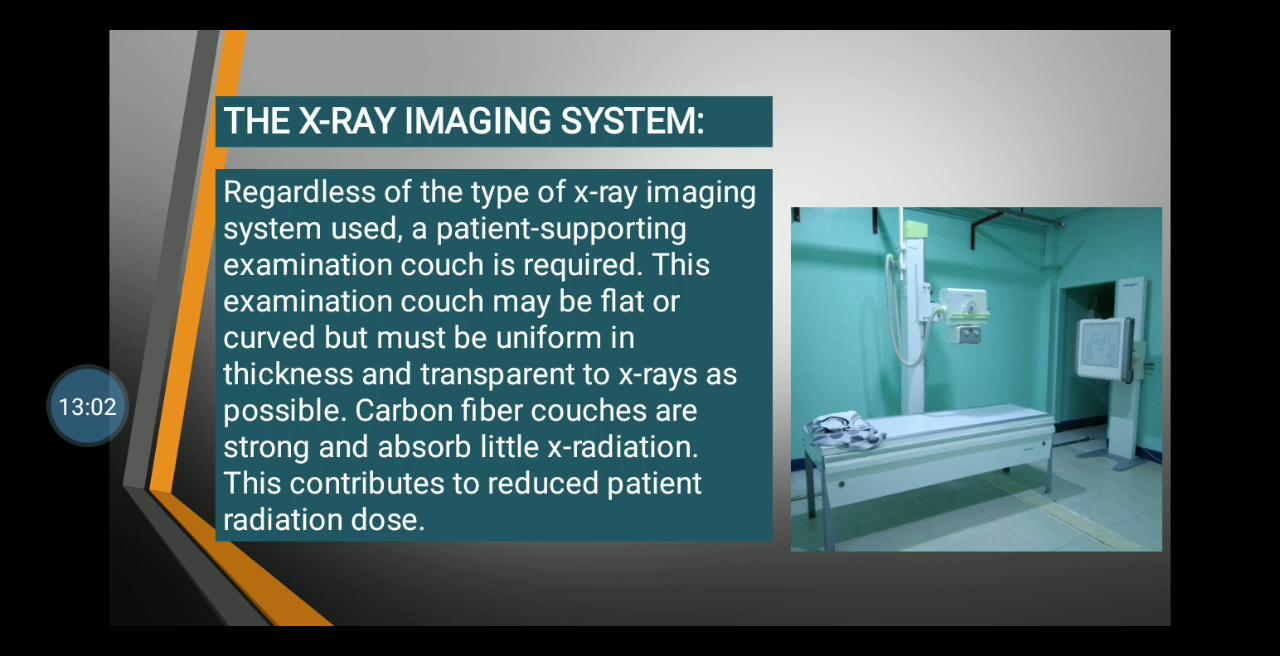 THE X-RAY IMAGING SYSTEM:
Regardless of the type of x-ray imaging
system used, a patient-supporting
examination couch is required. This
examination couch may be flat or
curved but must be uniform in
thickness and transparent to x-rays as
possible. Carbon fiber couches are
strong and absorb little x-radiation.
This contributes to reduced patient
radiation dose.
13:02